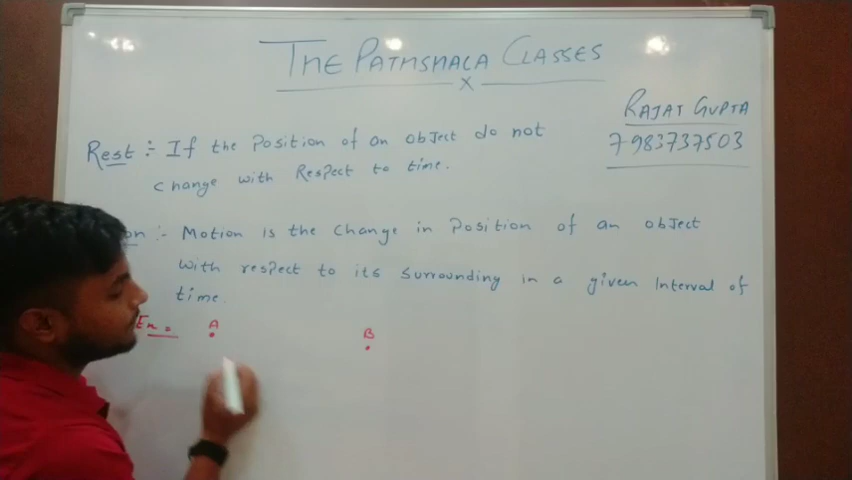 THE PATHSHALA CLASSES
x
RAJAT GUPTA
7983737503
Rest :- If the Position of an object do not
change with Respect to time.
:- Motion is the change in Position of an object
with respect to its surrounding in a given Interval of
time.
Ex. A B